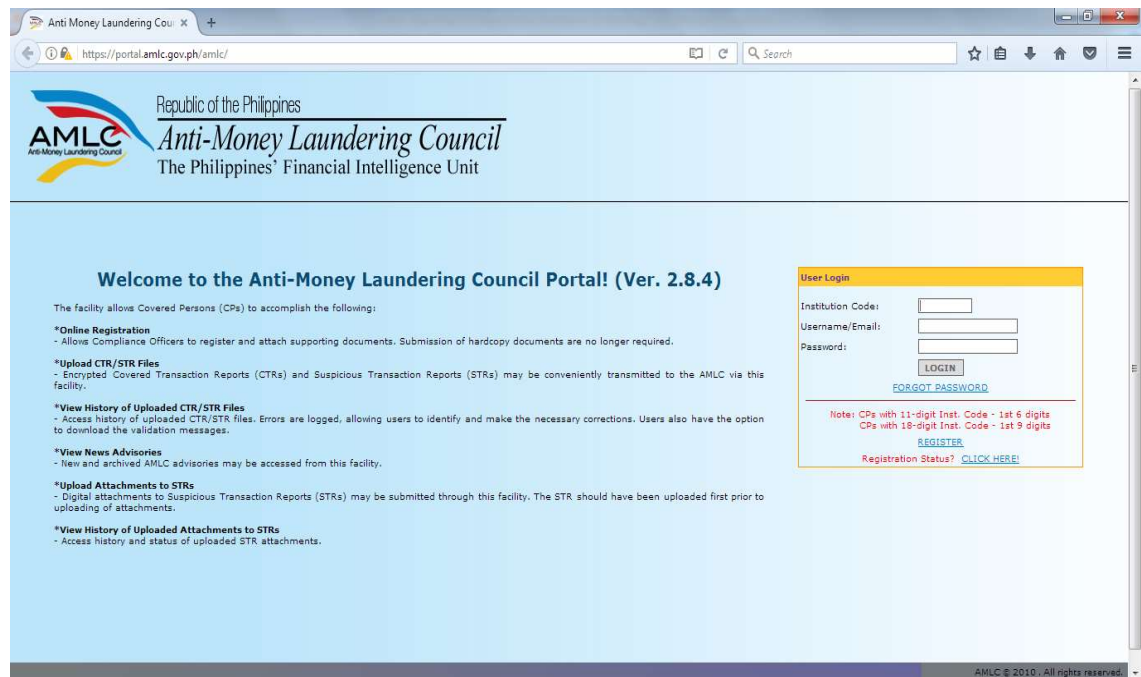 Anti Money Laundering Cou
https://portal.amlc.gov.ph/amlc/
Search
AMLC
Anti-Money Laundering Council
Republic of the Philippines
Anti-Money Laundering Council
The Philippines' Financial Intelligence Unit
Welcome to the Anti-Money Laundering Council Portal! (Ver. 2.8.4)
The facility allows Covered Persons (CPs) to accomplish the following:
*Online Registration
- Allows Compliance Officers to register and attach supporting documents. Submission of hardcopy documents are no longer required.
*Upload CTR/STR Files
- Encrypted Covered Transaction Reports (CTRs) and Suspicious Transaction Reports (STRs) may be conveniently transmitted to the AMLC via this
facility.
*View History of Uploaded CTR/STR Files
- Access history of uploaded CTR/STR files. Errors are logged, allowing users to identify and make the necessary corrections. Users also have the option
to download the validation messages.
*View News Advisories
- New and archived AMLC advisories may be accessed from this facility.
*Upload Attachments to STRs
- Digital attachments to Suspicious Transaction Reports (STRs) may be submitted through this facility. The STR should have been uploaded first prior to
uploading of attachments.
*View History of Uploaded Attachments to STRs
- Access history and status of uploaded STR attachments.
User Login
Institution Code:
Username/Email:
Password:
LOGIN
FORGOT PASSWORD
Note: CPs with 11-digit Inst. Code - 1st 6 digits
CPs with 18-digit Inst. Code - 1st 9 digits
REGISTER
Registration Status? CLICK HERE!
AMLC © 2010 . All rights reserved.